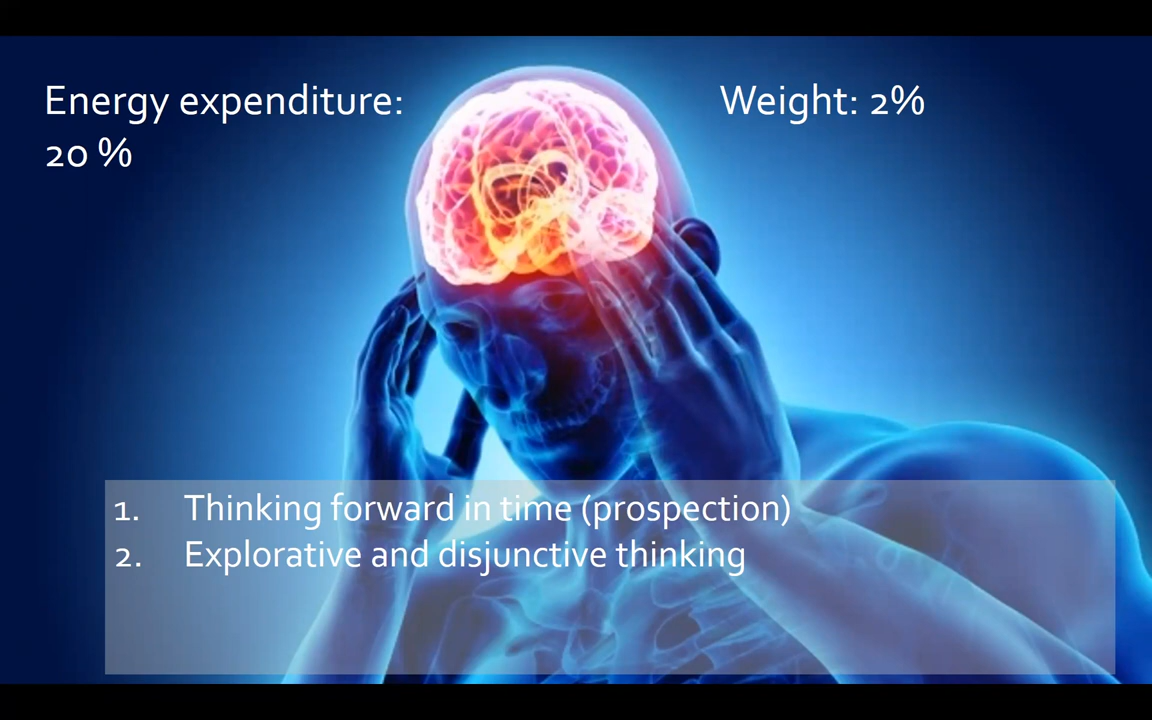 Energy expenditure:
20 %
Weight: 2%
1. Thinking forward in time (prospection)
2. Explorative and disjunctive thinking